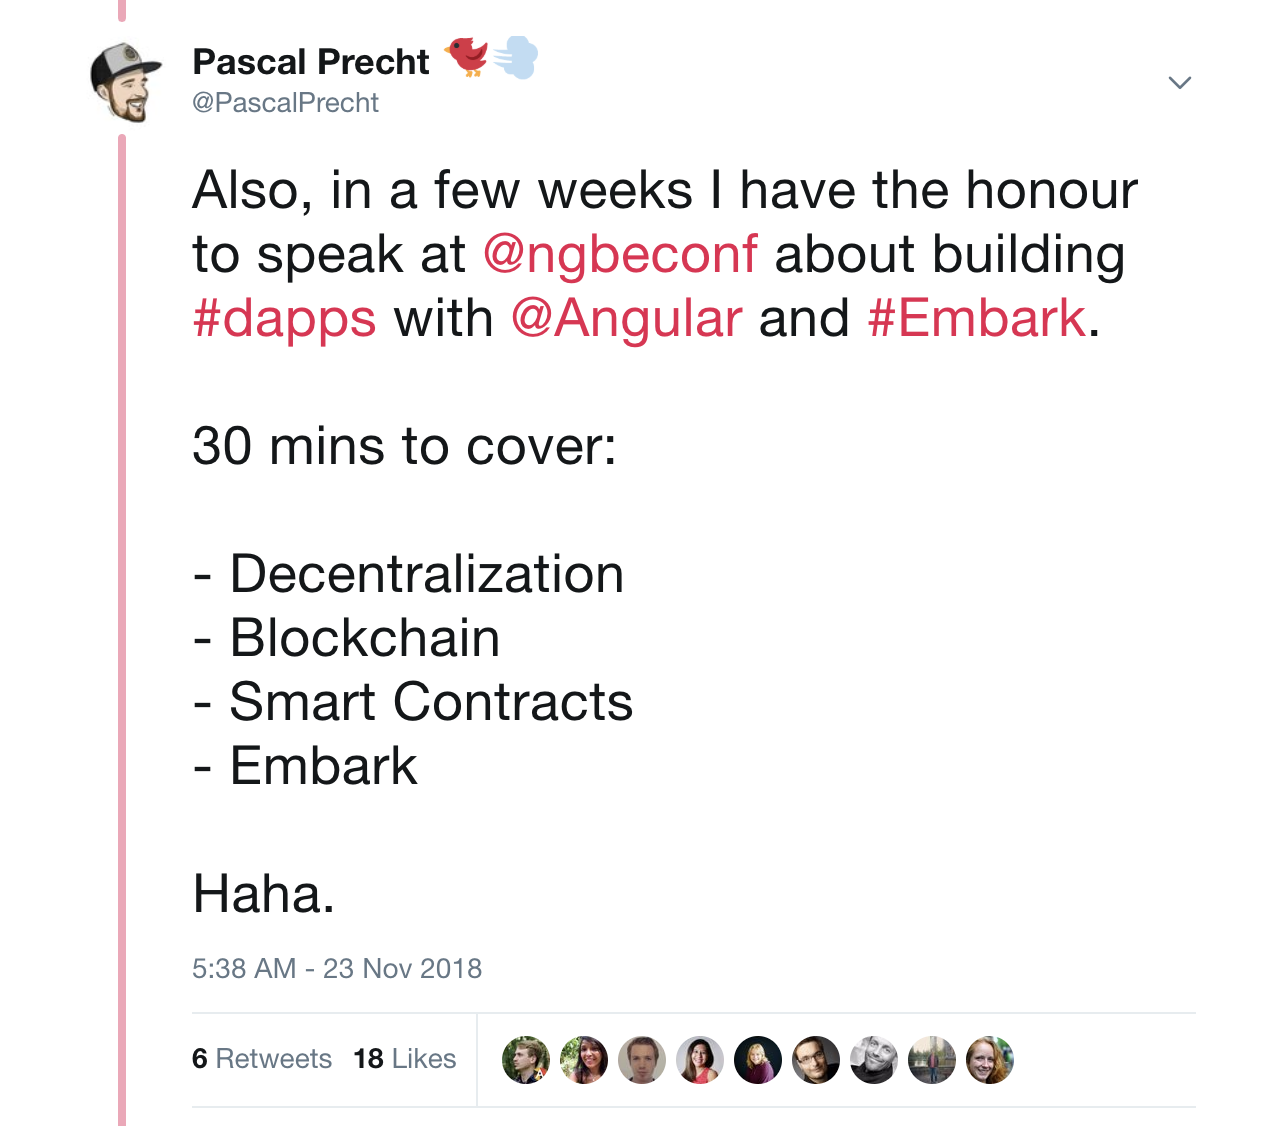 Pascal Precht
@PascalPrecht
Also, in a few weeks I have the honour
to speak at @ngbeconf about building
#dapps with @Angular and #Embark.
30 mins to cover:
- Decentralization
- Blockchain
- Smart Contracts
- Embark
Haha.
5:38 AM - 23 Nov 2018
6 Retweets 18 Likes